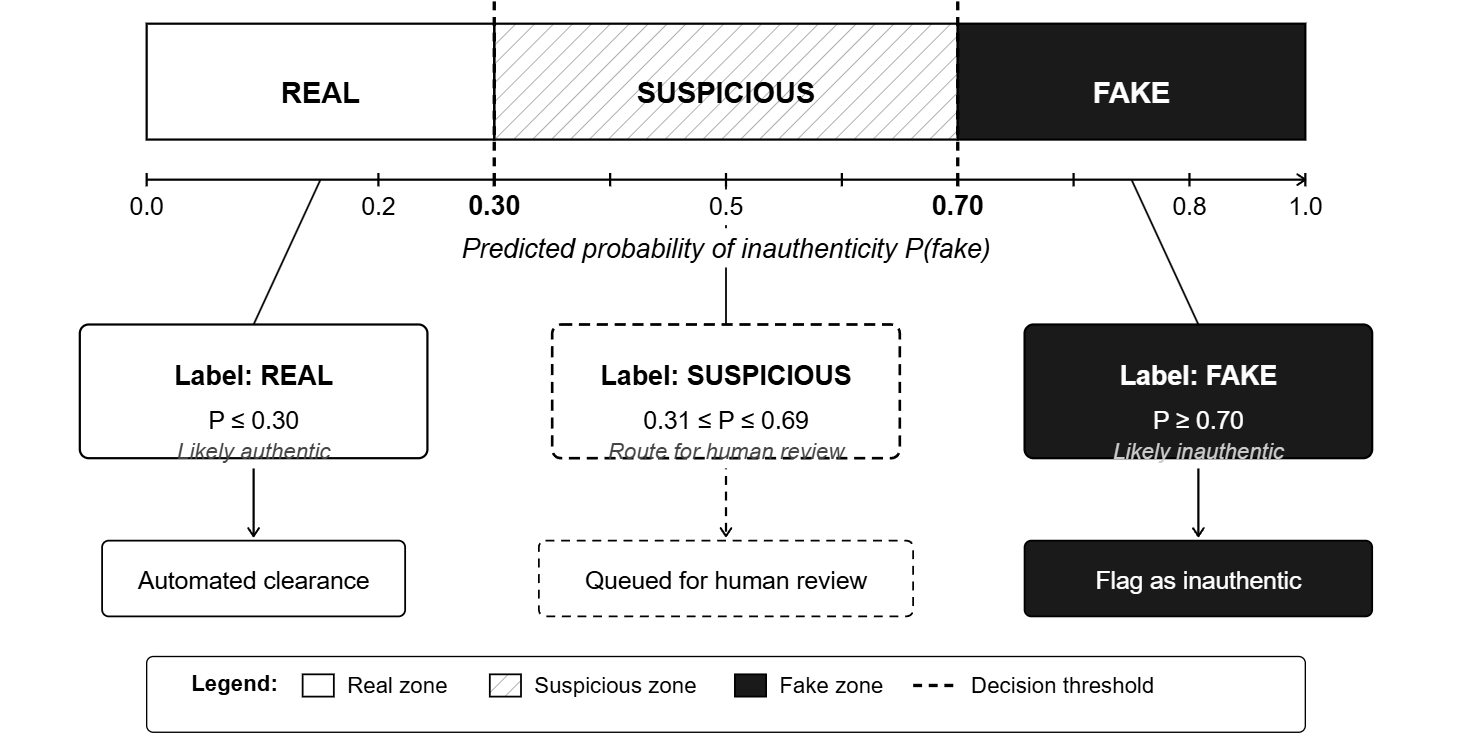 REAL
SUSPICIOUS
FAKE
0.0
0.2
0.30
0.5
0.70
0.8
1.0
Predicted probability of inauthenticity P(fake)
Label: REAL
P ≤ 0.30
Likely authentic
Label: SUSPICIOUS
0.31 ≤ P ≤ 0.69
Route for human review
Label: FAKE
P ≥ 0.70
Likely inauthentic
Automated clearance
Queued for human review
Flag as inauthentic
Legend:
Real zone
Suspicious zone
Fake zone
Decision threshold